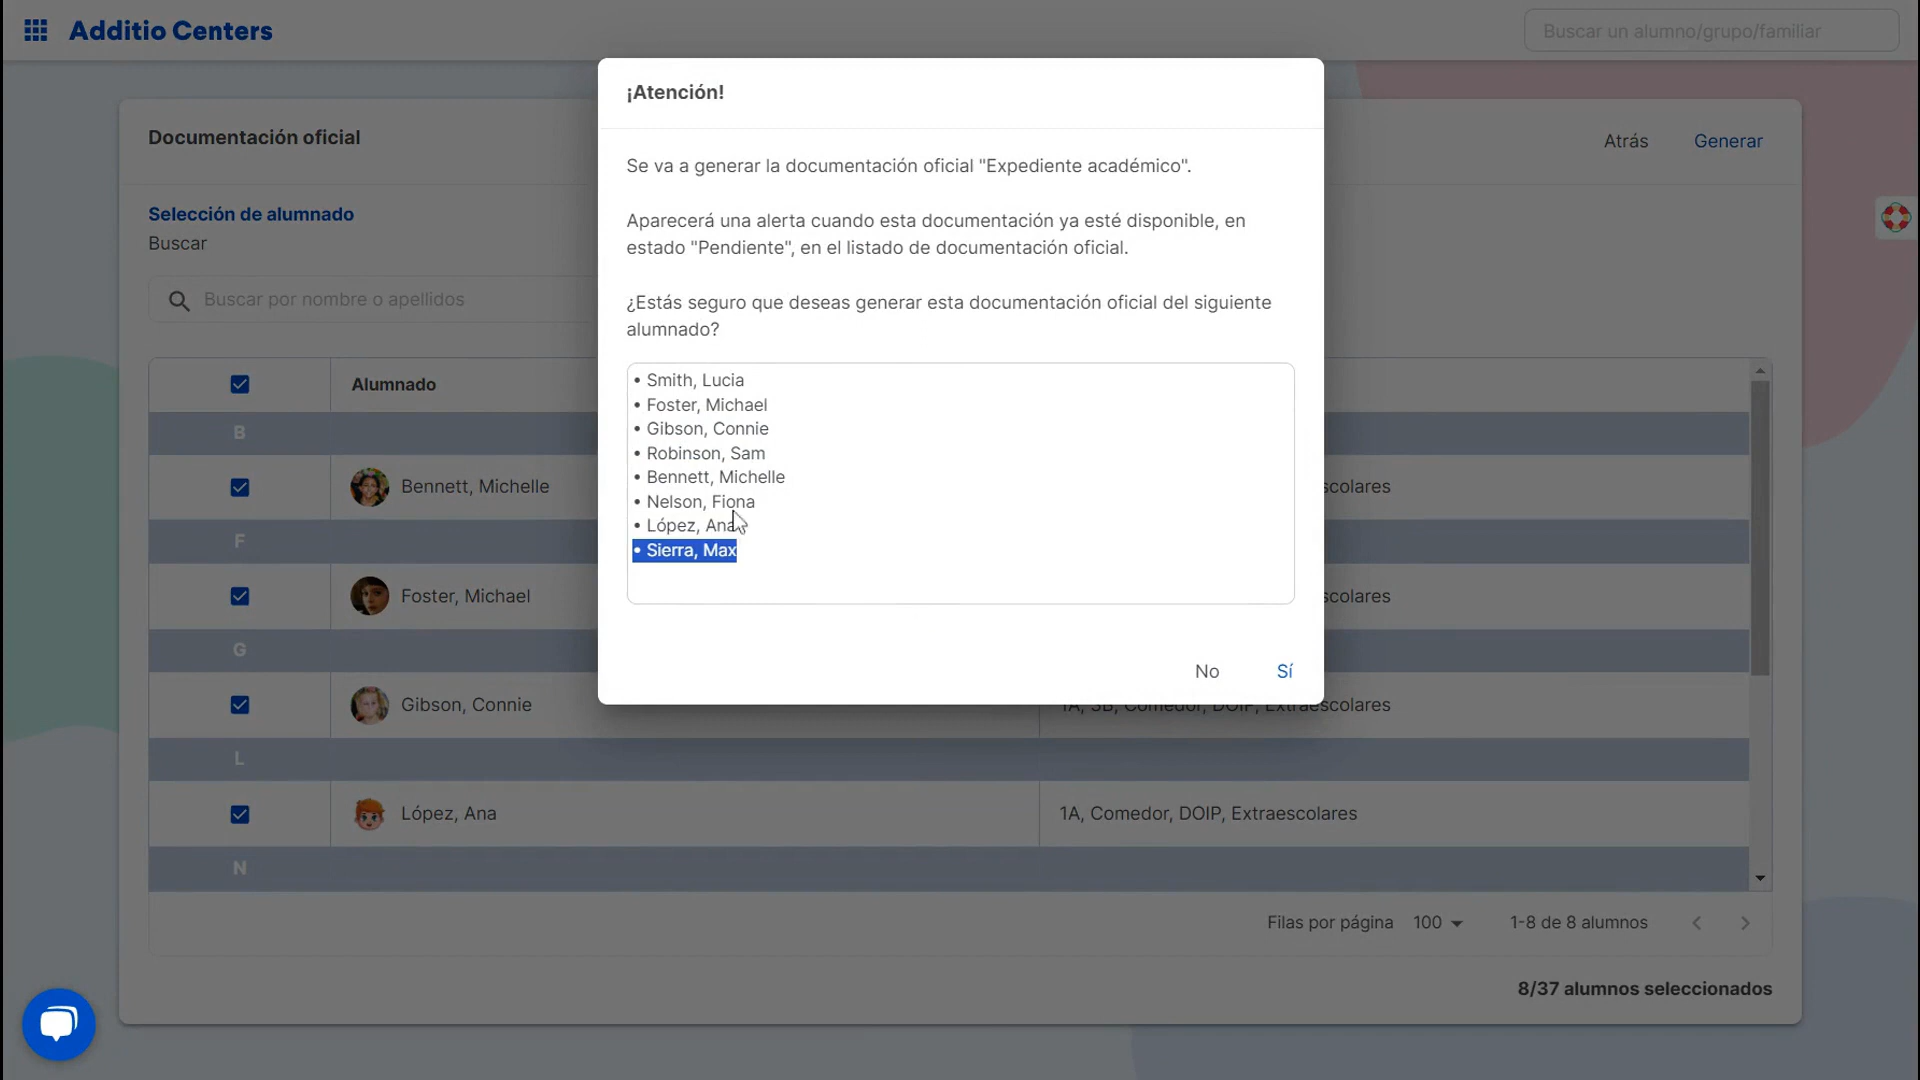 Additio Centers
Buscar un alumno/grupo/familiar
¡Atención!
Documentación oficial
Atrás
Generar
Se va a generar la documentación oficial "Expediente académico".
Aparecerá una alerta cuando esta documentación ya esté disponible, en
estado "Pendiente", en el listado de documentación oficial.
¿Estás seguro que deseas generar esta documentación oficial del siguiente
alumnado?
• Smith, Lucia
• Foster, Michael
• Gibson, Connie
• Robinson, Sam
• Bennett, Michelle
• Nelson, Fiona
• López, Ana
• Sierra, Max
No
Sí
Selección de alumnado
Buscar
Buscar por nombre o apellidos
Alumnado
B
Bennett, Michelle
scolares
F
Foster, Michael
scolares
G
Gibson, Connie
1A, 3B, Comedor, DOIP, Extraescolares
L
López, Ana
1A, Comedor, DOIP, Extraescolares
N
Filas por página 100
1-8 de 8 alumnos
8/37 alumnos seleccionados